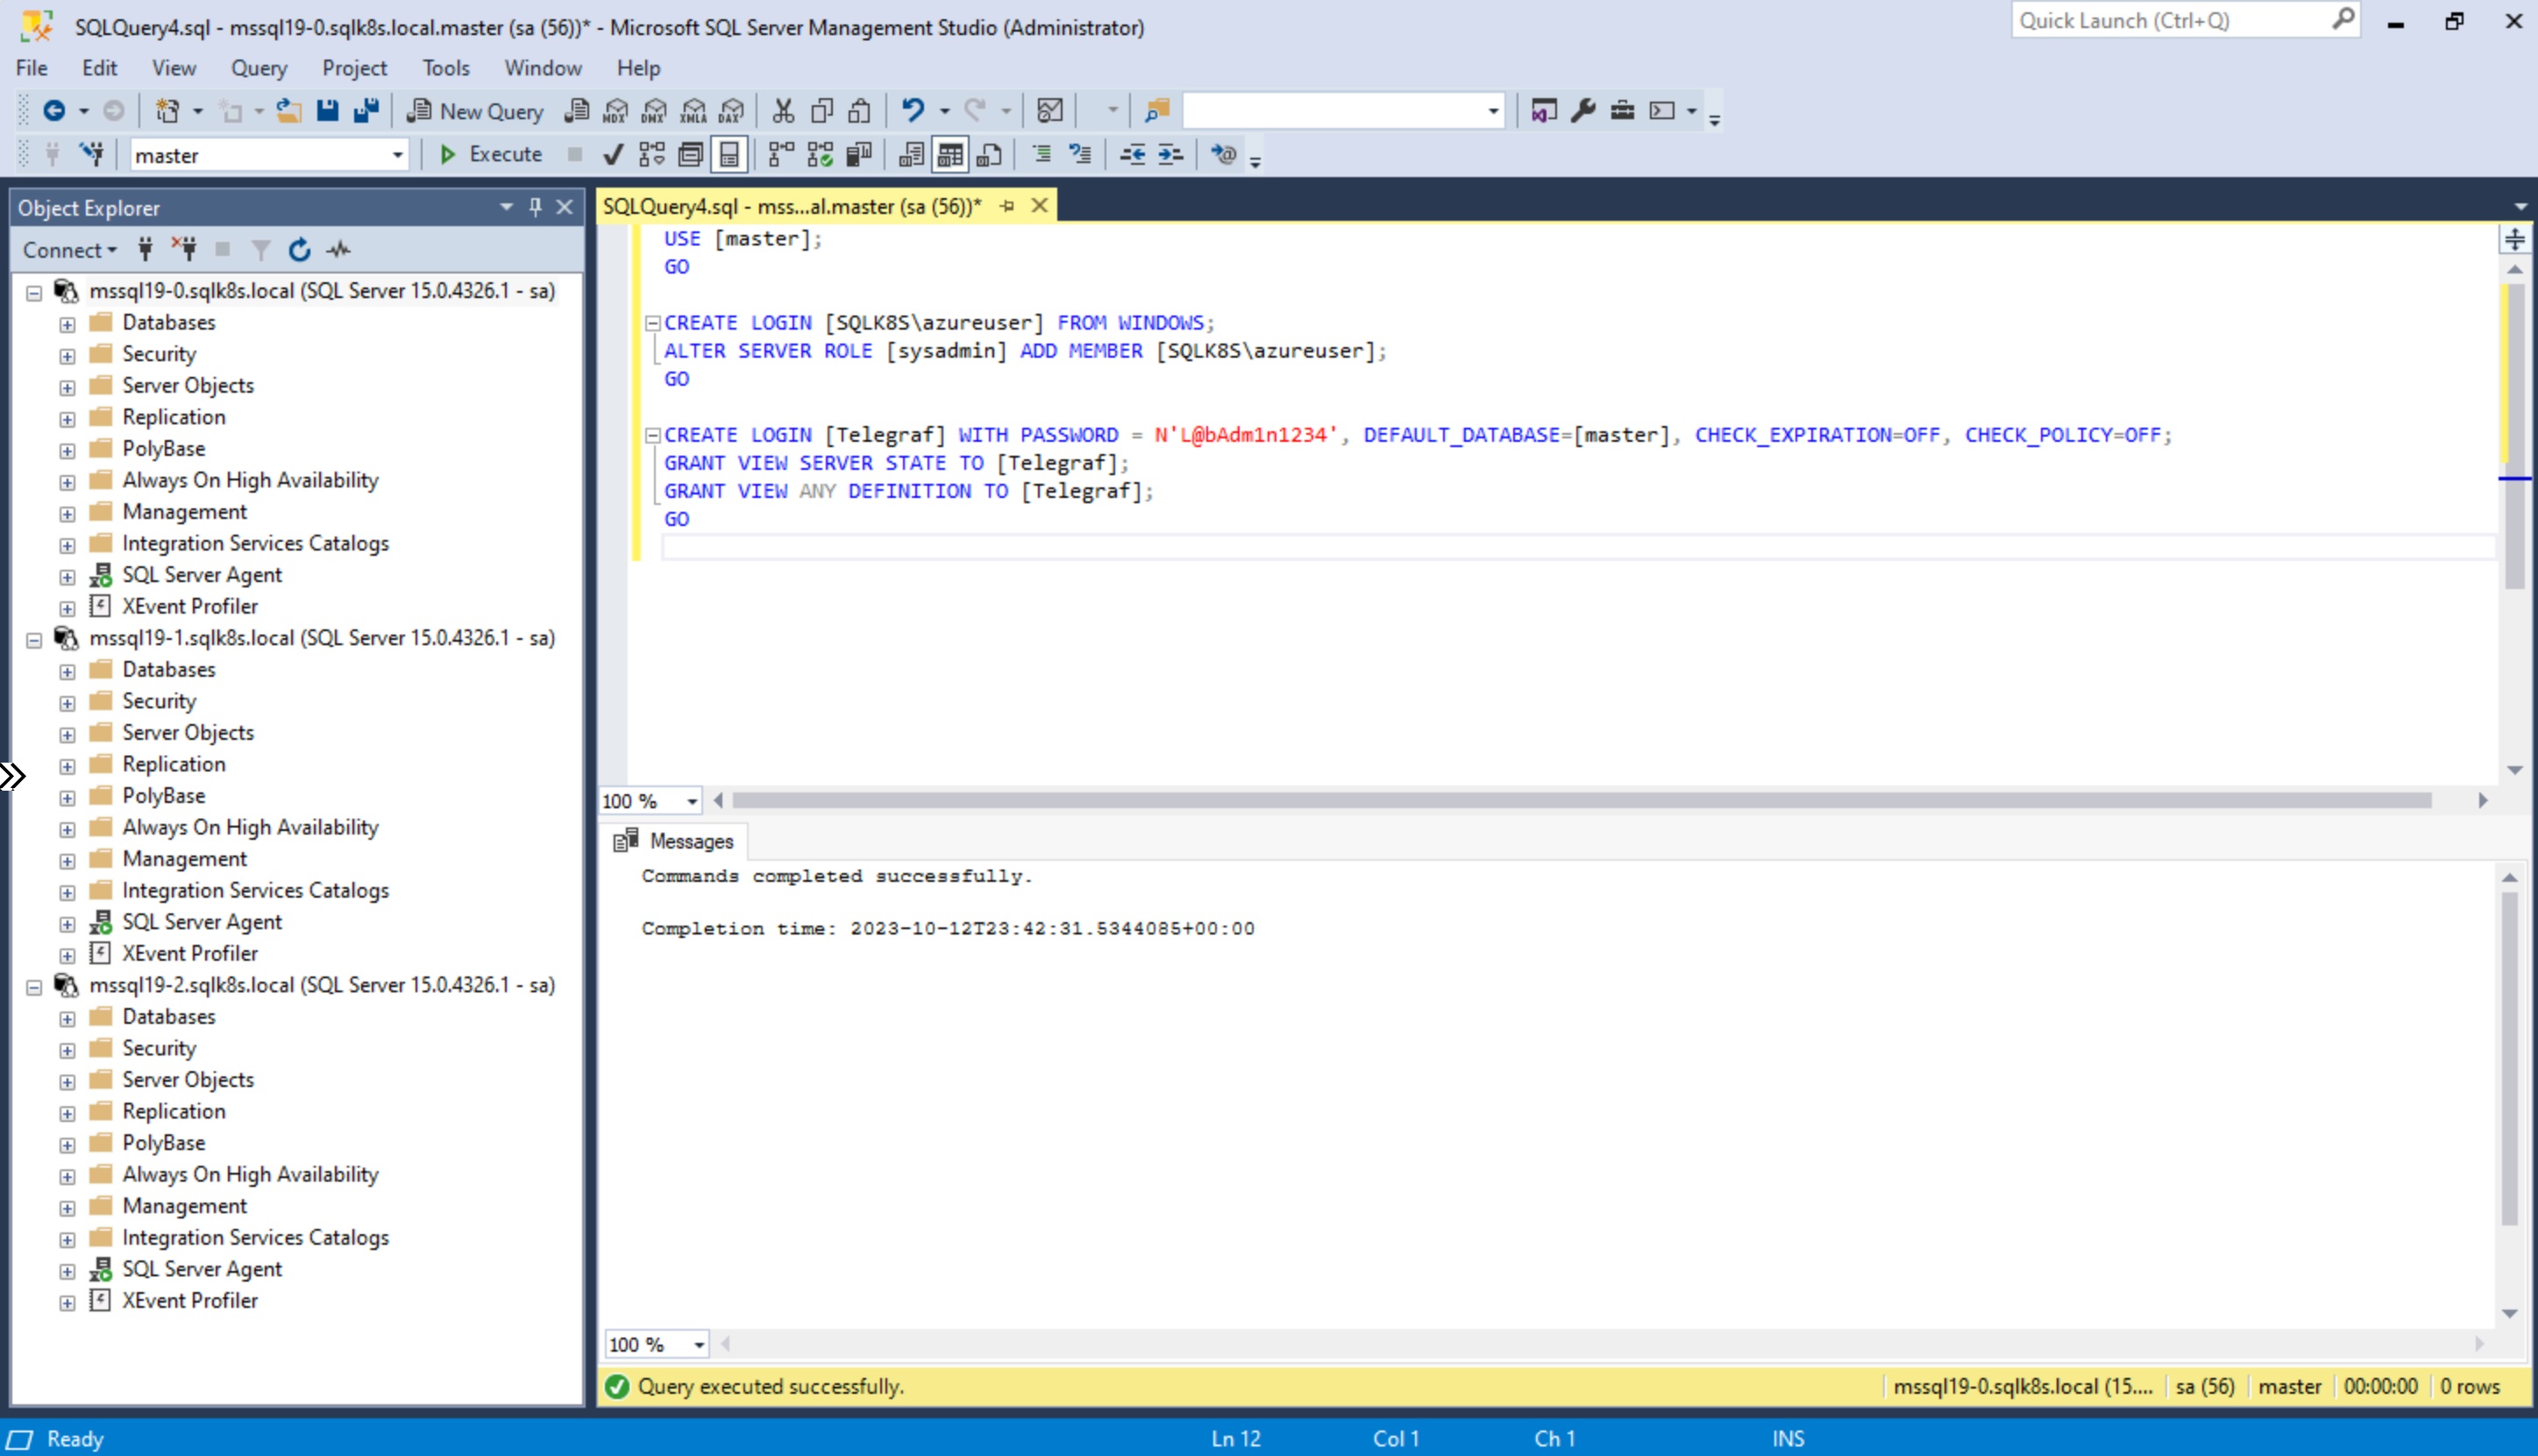 SQLQuery4.sql - mssql19-0.sqlk8s.local.master (sa (56))* - Microsoft SQL Server Management Studio (Administrator)
Quick Launch (Ctrl+Q)
File Edit View Query Project Tools Window Help
New Query MDX DMX XMLA DAX
master Execute
Object Explorer
Connect
mssql19-0.sqlk8s.local (SQL Server 15.0.4326.1 - sa)
Databases
Security
Server Objects
Replication
PolyBase
Always On High Availability
Management
Integration Services Catalogs
SQL Server Agent
XEvent Profiler
mssql19-1.sqlk8s.local (SQL Server 15.0.4326.1 - sa)
Databases
Security
Server Objects
Replication
PolyBase
Always On High Availability
Management
Integration Services Catalogs
SQL Server Agent
XEvent Profiler
mssql19-2.sqlk8s.local (SQL Server 15.0.4326.1 - sa)
Databases
Security
Server Objects
Replication
PolyBase
Always On High Availability
Management
Integration Services Catalogs
SQL Server Agent
XEvent Profiler
SQLQuery4.sql - mss...al.master (sa (56))*
USE [master];
GO
CREATE LOGIN [SQLK8S\azureuser] FROM WINDOWS;
ALTER SERVER ROLE [sysadmin] ADD MEMBER [SQLK8S\azureuser];
GO
CREATE LOGIN [Telegraf] WITH PASSWORD = N'L@bAdm1n1234', DEFAULT_DATABASE=[master], CHECK_EXPIRATION=OFF, CHECK_POLICY=OFF;
GRANT VIEW SERVER STATE TO [Telegraf];
GRANT VIEW ANY DEFINITION TO [Telegraf];
GO
100 %
Messages
Commands completed successfully.
Completion time: 2023-10-12T23:42:31.5344085+00:00
100 %
Query executed successfully.
mssql19-0.sqlk8s.local (15.... sa (56) master 00:00:00 0 rows
Ready Ln 12 Col 1 Ch 1 INS